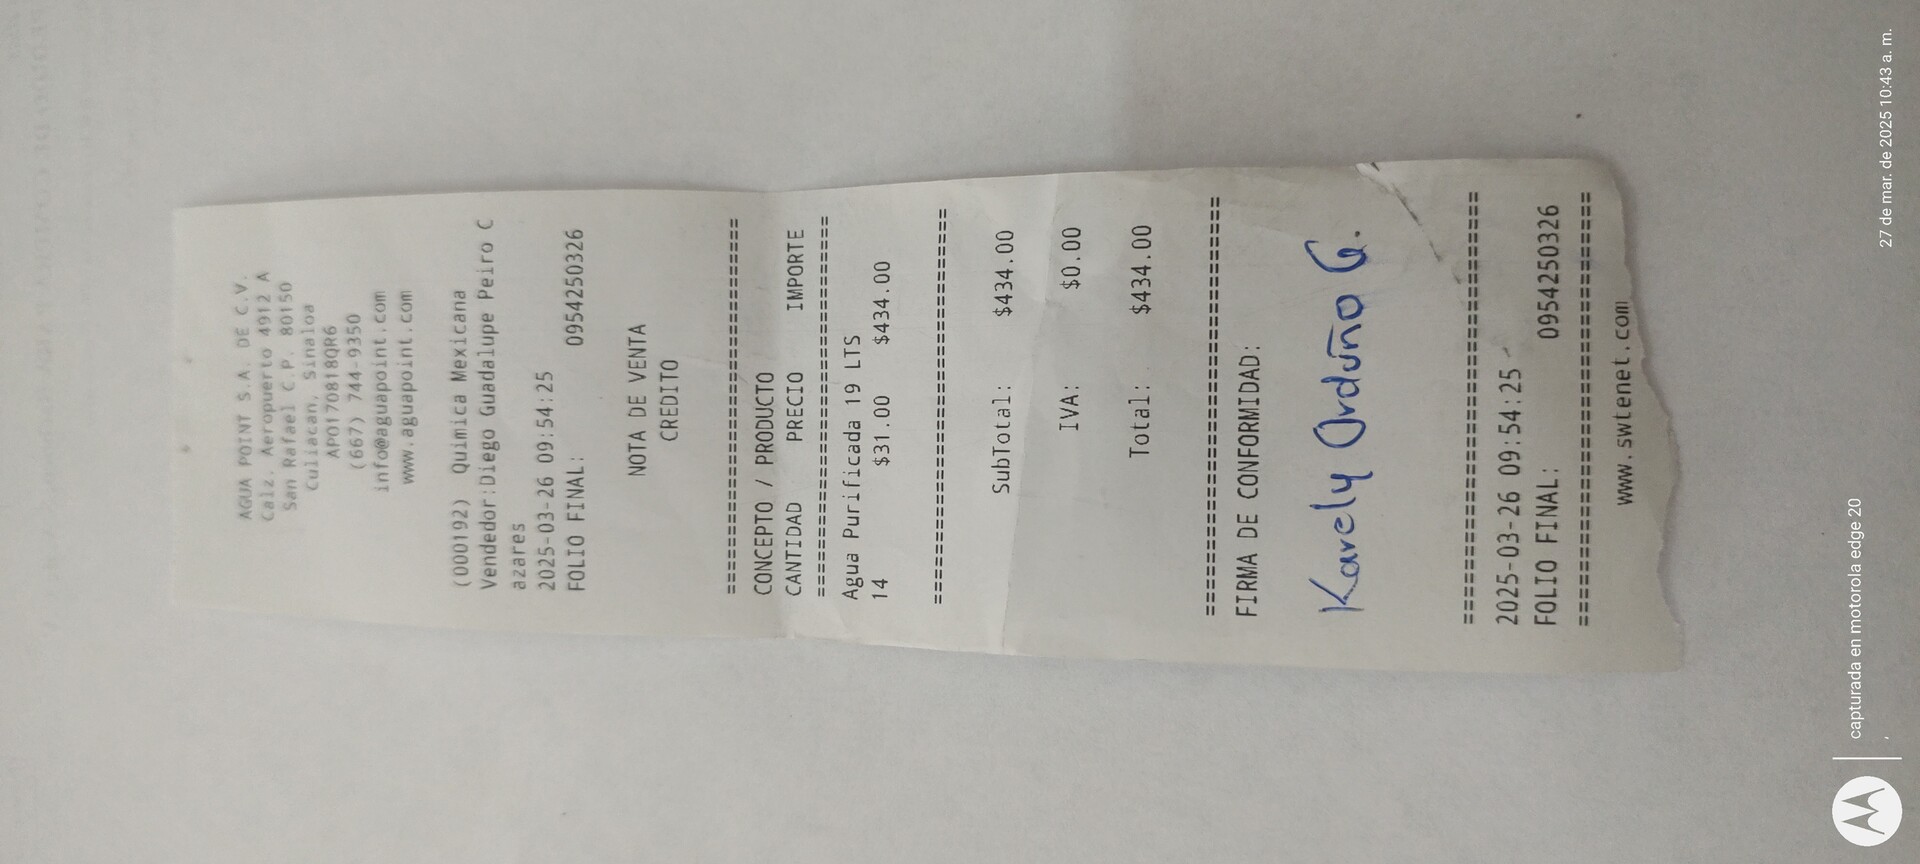 AGUA POINT S.A. DE C.V.
Calz. Aeropuerto 4912 A
San Rafael C.P. 80150
Culiacan, Sinaloa
APO170818QR6
(667) 744-9350
info@aguapoint.com
www.aguapoint.com
(000192) Quimica Mexicana
Vendedor:Diego Guadalupe Peiro C
azares
2025-03-26 09:54:25
FOLIO FINAL: 0954250326
NOTA DE VENTA
CREDITO
================================
CONCEPTO / PRODUCTO
CANTIDAD PRECIO IMPORTE
================================
Agua Purificada 19 LTS
14 $31.00 $434.00
================================
SubTotal: $434.00
IVA: $0.00
Total: $434.00
================================
FIRMA DE CONFORMIDAD:
Karely Orduño G.
================================
2025-03-26 09:54:25
FOLIO FINAL: 0954250326
================================
www.swtenet.com
capturada en motorola edge 20
27 de mar. de 2025 10:43 a. m.